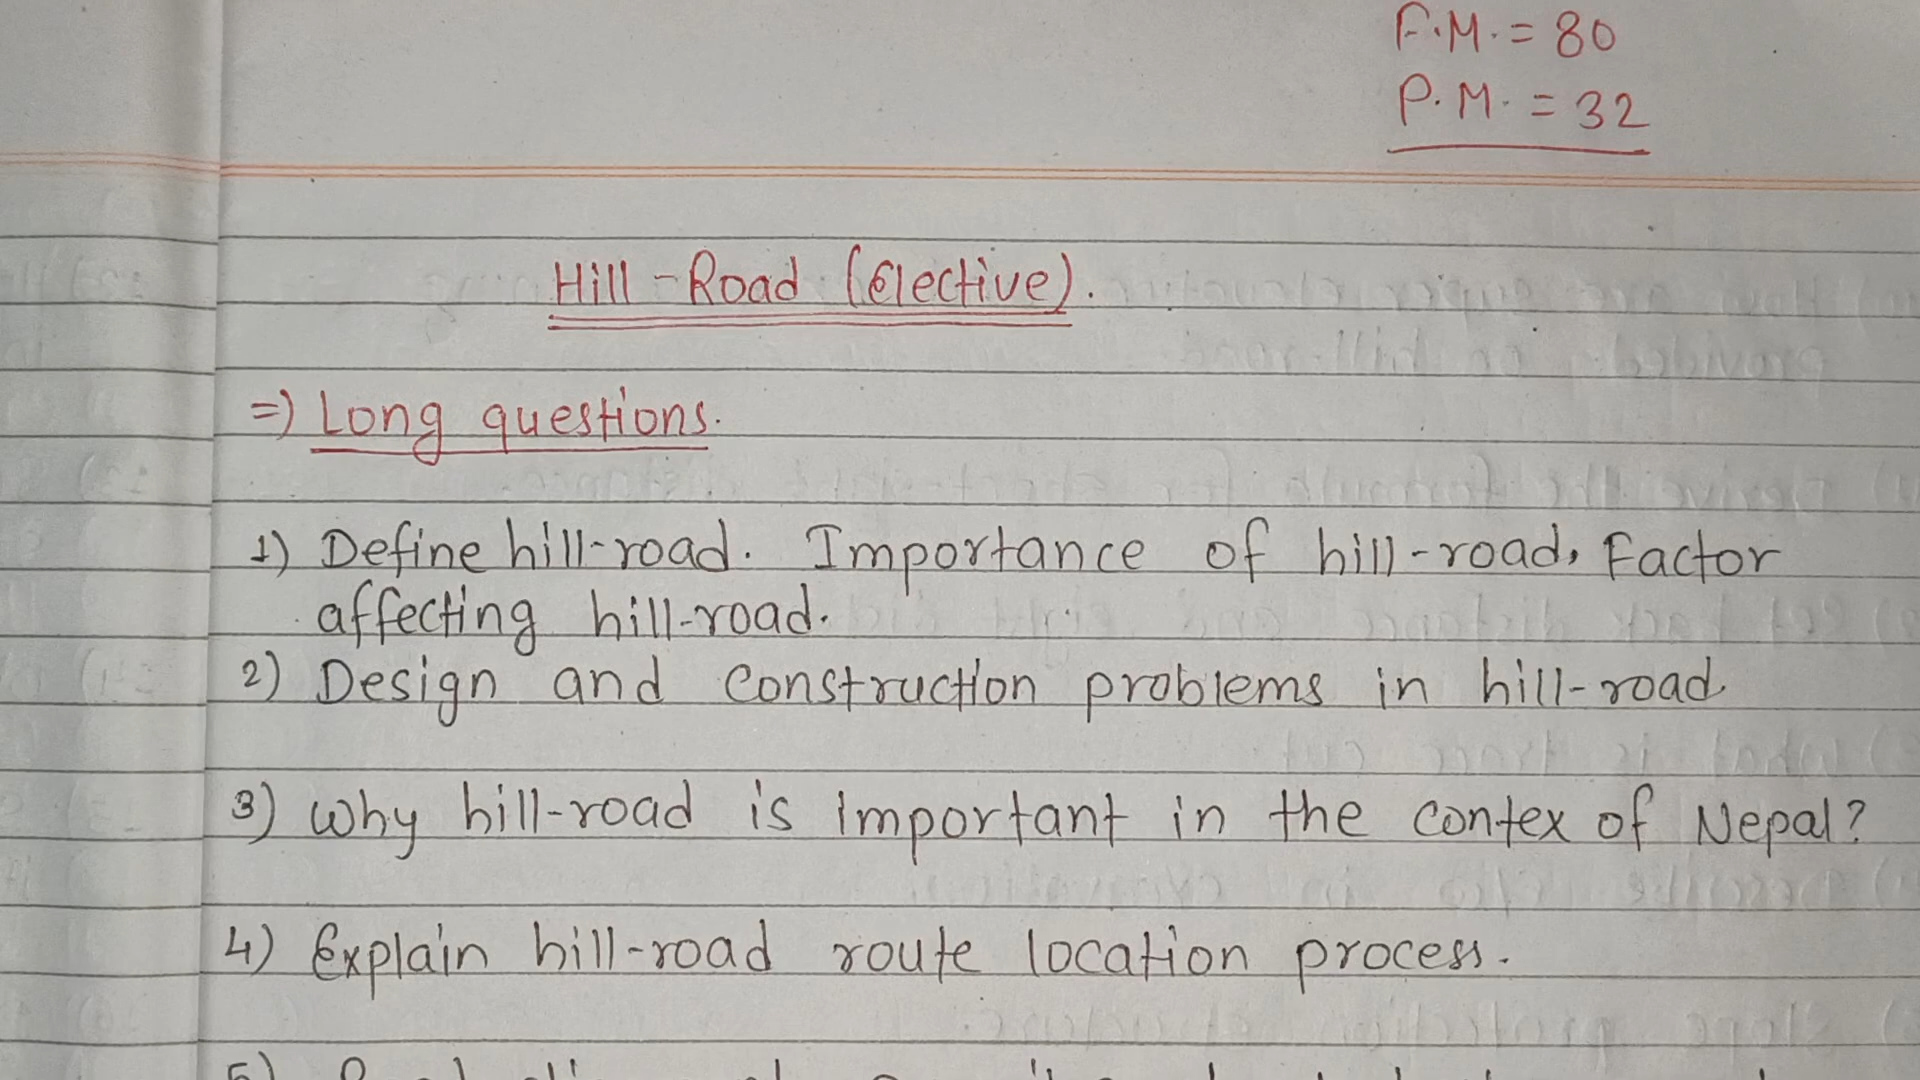 F.M. = 80
P.M. = 32
Hill-Road (Elective).
=) Long questions.
1) Define hill-road. Importance of hill-road, Factor
affecting hill-road.
2) Design and construction problems in hill-road
3) Why hill-road is important in the contex of Nepal?
4) Explain hill-road route location process.
5)